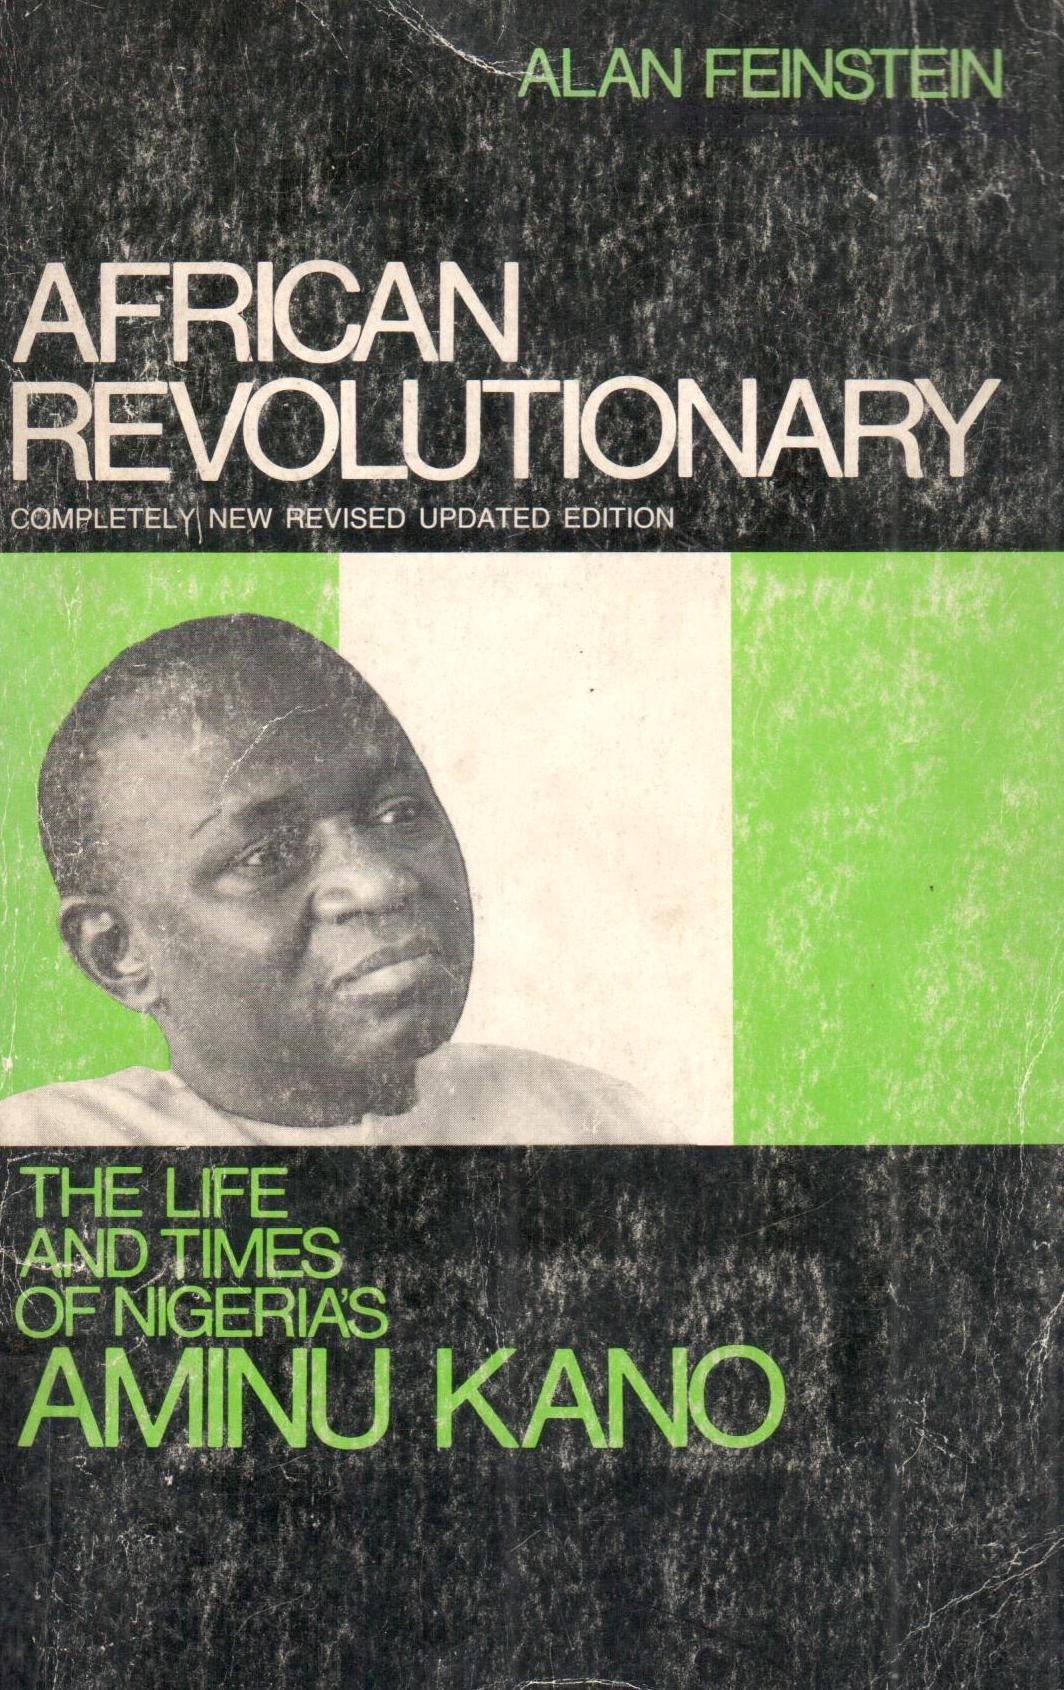 ALAN FEINSTEIN
AFRICAN
REVOLUTIONARY
COMPLETELY NEW REVISED UPDATED EDITION
THE LIFE
AND TIMES
OF NIGERIA'S
AMINU KANO